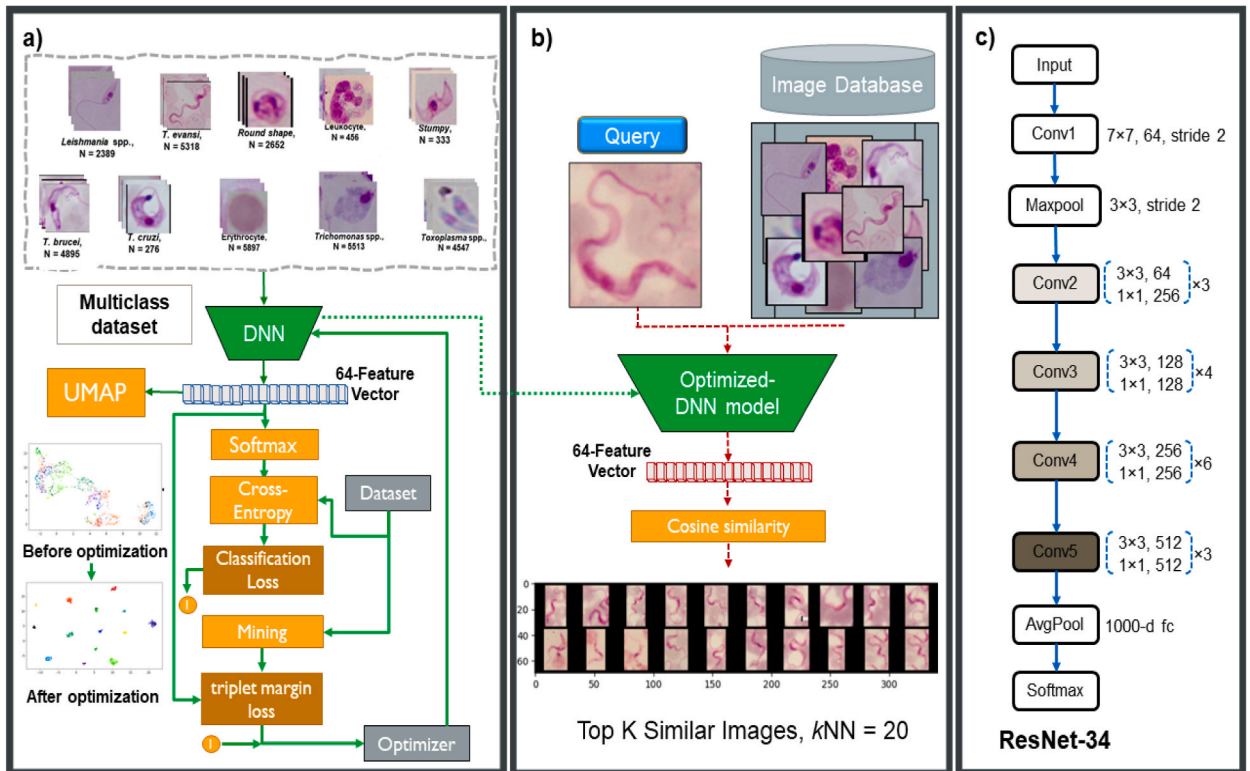 a)
Leishmania spp.,
N = 2389
T. evansi,
N = 5318
Round shape,
N = 2652
Leukocyte,
N = 456
Stumpy,
N = 333
T. brucei,
N = 4895
T. cruzi,
N = 276
Erythrocyte,
N = 5897
Trichomonas spp.,
N = 5513
Toxoplasma spp.,
N = 4547
Multiclass
dataset
DNN
64-Feature
Vector
UMAP
Softmax
Cross-
Entropy
Dataset
Classification
Loss
I
Mining
triplet margin
loss
I
Optimizer
Before optimization
After optimization
b)
Image Database
Query
Optimized-
DNN model
64-Feature
Vector
Cosine similarity
0
20
40
60
0 50 100 150 200 250 300
Top K Similar Images, kNN = 20
c)
Input
Conv1 7×7, 64, stride 2
Maxpool 3×3, stride 2
Conv2
3×3, 64
1×1, 256
×3
Conv3
3×3, 128
1×1, 128
×4
Conv4
3×3, 256
1×1, 256
×6
Conv5
3×3, 512
1×1, 512
×3
AvgPool 1000-d fc
Softmax
ResNet-34